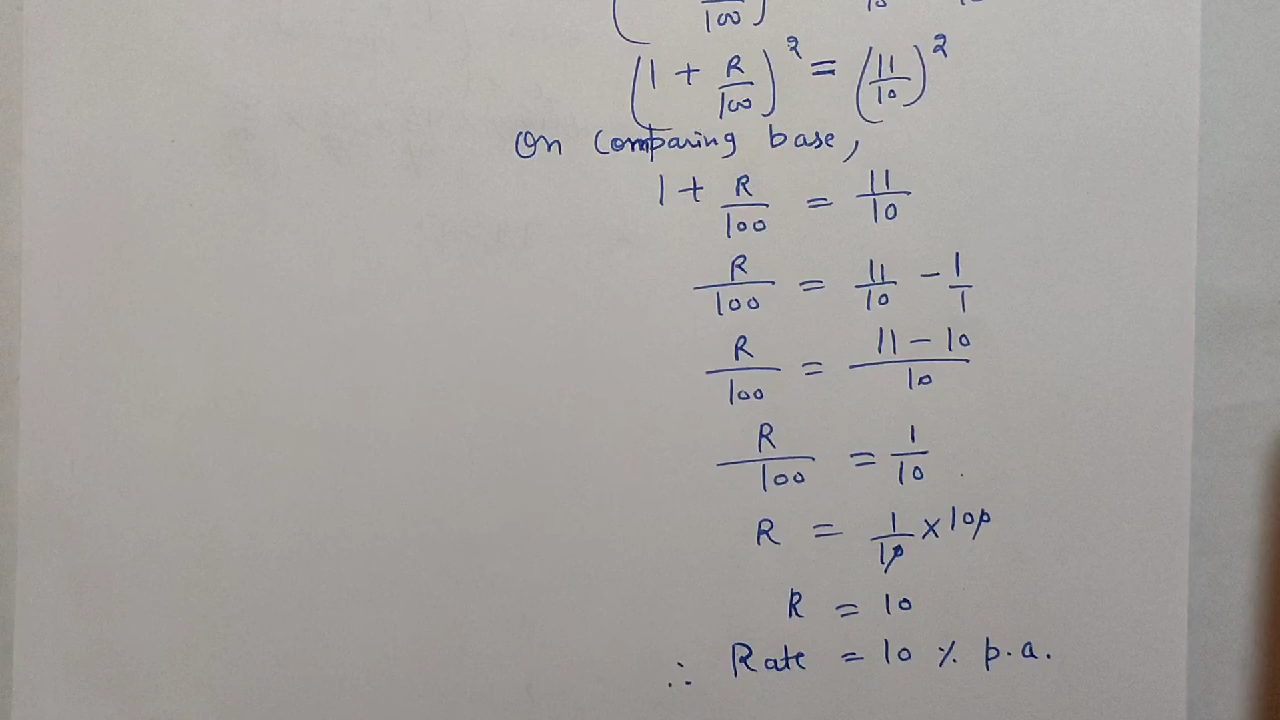 (1 + R/100)² = (11/10)²
On Comparing base,
1 + R/100 = 11/10
R/100 = 11/10 - 1/1
R/100 = 11 - 10/10
R/100 = 1/10
R = 1/10 × 100
R = 10
∴ Rate = 10 % p.a.